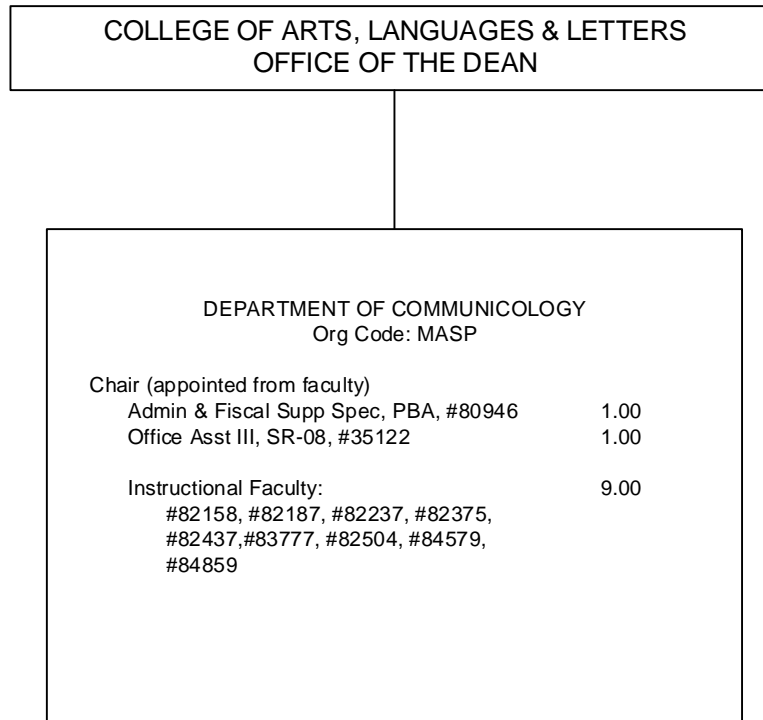 COLLEGE OF ARTS, LANGUAGES & LETTERS
OFFICE OF THE DEAN
DEPARTMENT OF COMMUNICOLOGY
Org Code: MASP
Chair (appointed from faculty)
Admin & Fiscal Supp Spec, PBA, #80946 1.00
Office Asst III, SR-08, #35122 1.00
Instructional Faculty: 9.00
#82158, #82187, #82237, #82375,
#82437,#83777, #82504, #84579,
#84859